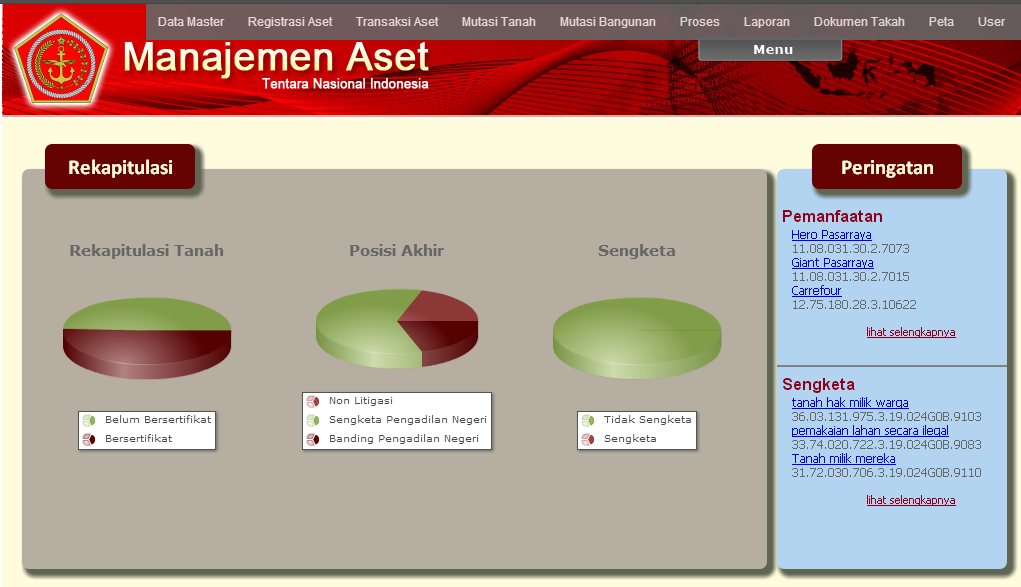 Data Master Registrasi Aset Transaksi Aset Mutasi Tanah Mutasi Bangunan Proses Laporan Dokumen Takah Peta User
Menu
Manajemen Aset
Tentara Nasional Indonesia
Rekapitulasi
Rekapitulasi Tanah
Belum Bersertifikat
Bersertifikat
Posisi Akhir
Non Litigasi
Sengketa Pengadilan Negeri
Banding Pengadilan Negeri
Sengketa
Tidak Sengketa
Sengketa
Peringatan
Pemanfaatan
Hero Pasarraya
11.08.031.30.2.7073
Giant Pasarraya
11.08.031.30.2.7015
Carrefour
12.75.180.28.3.10622
lihat selengkapnya
Sengketa
tanah hak milik warga
36.03.131.975.3.19.024G0B.9103
pemakaian lahan secara ilegal
33.74.020.722.3.19.024G0B.9083
Tanah milik mereka
31.72.030.706.3.19.024G0B.9110
lihat selengkapnya